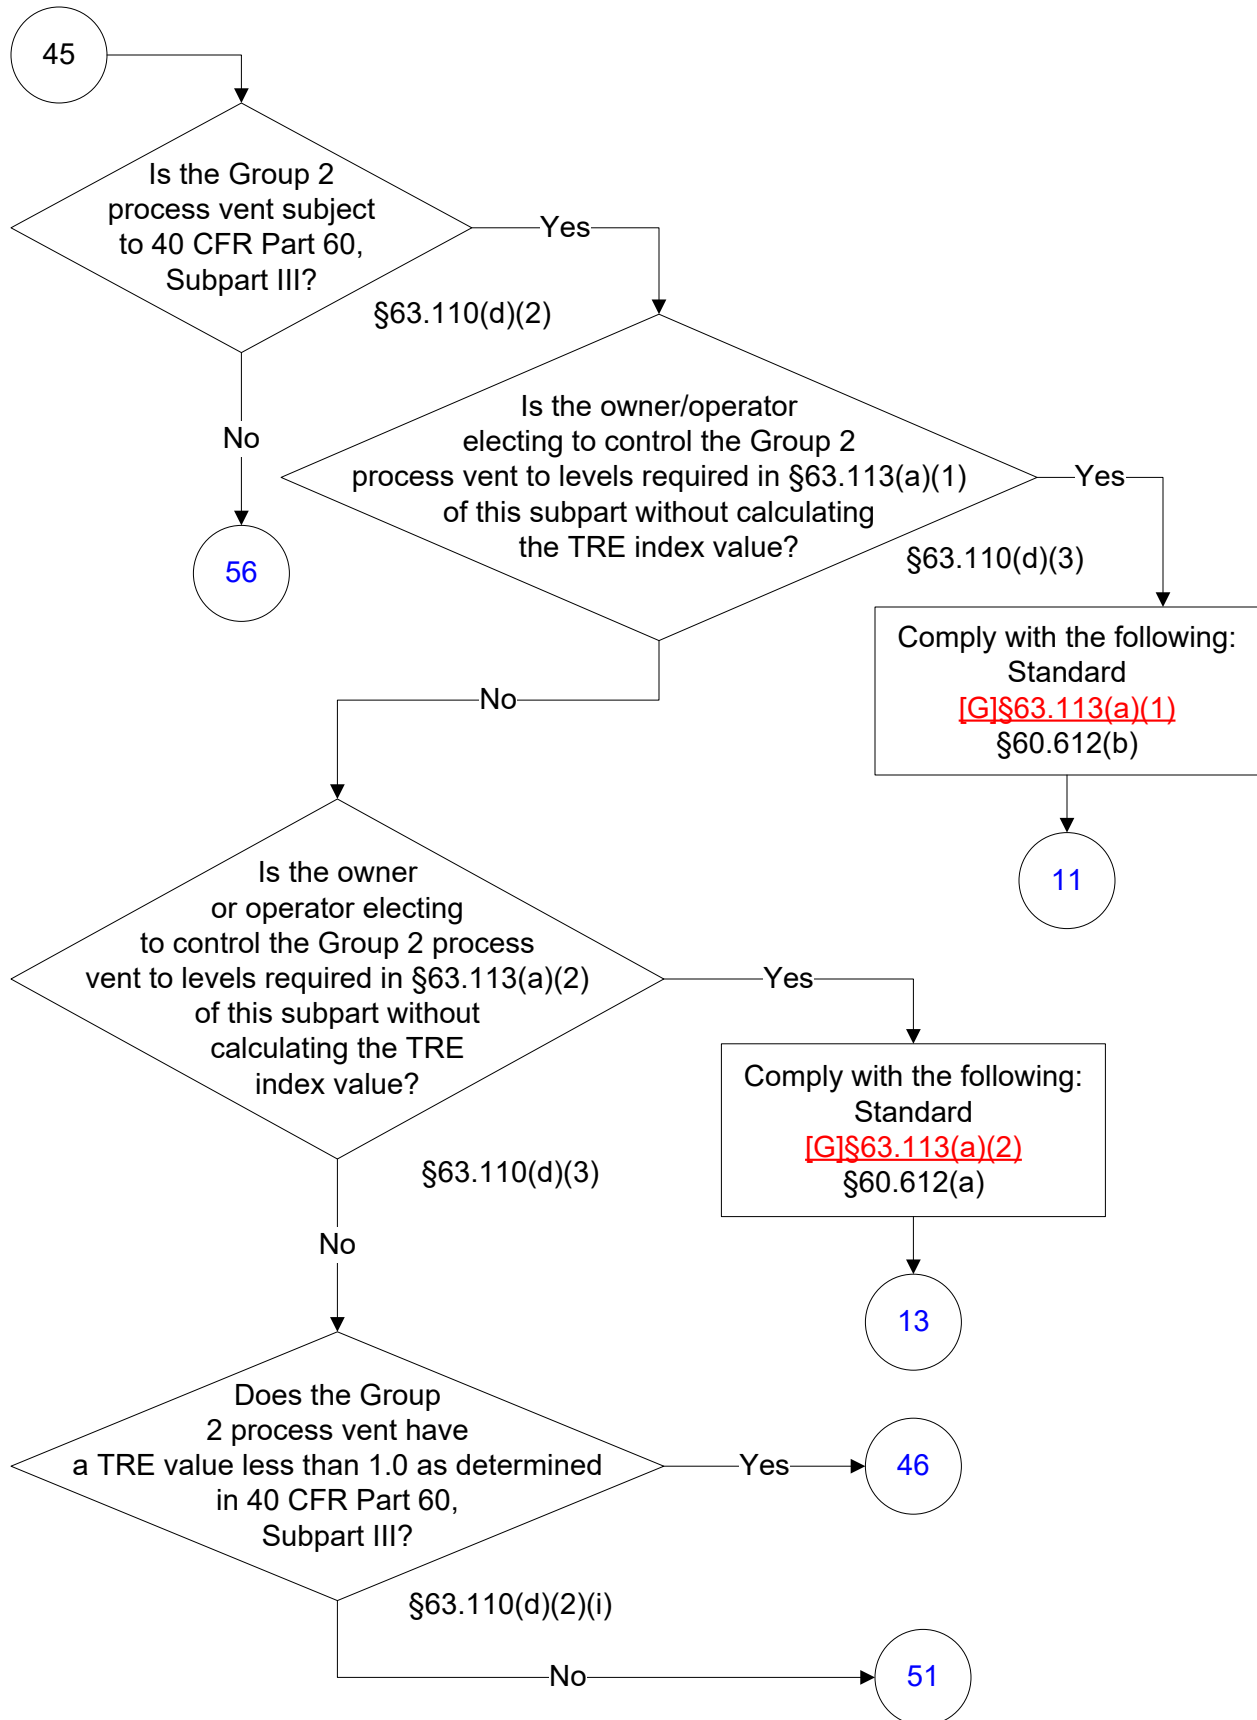 45
Is the Group 2
process vent subject
to 40 CFR Part 60,
Subpart III?
Yes
§63.110(d)(2)
No
56
Is the owner/operator
electing to control the Group 2
process vent to levels required in §63.113(a)(1)
of this subpart without calculating
the TRE index value?
Yes
§63.110(d)(3)
Comply with the following:
Standard
[G]§63.113(a)(1)
§60.612(b)
11
No
Is the owner
or operator electing
to control the Group 2 process
vent to levels required in §63.113(a)(2)
of this subpart without
calculating the TRE
index value?
Yes
§63.110(d)(3)
Comply with the following:
Standard
[G]§63.113(a)(2)
§60.612(a)
13
No
Does the Group
2 process vent have
a TRE value less than 1.0 as determined
in 40 CFR Part 60,
Subpart III?
Yes
46
§63.110(d)(2)(i)
No
51